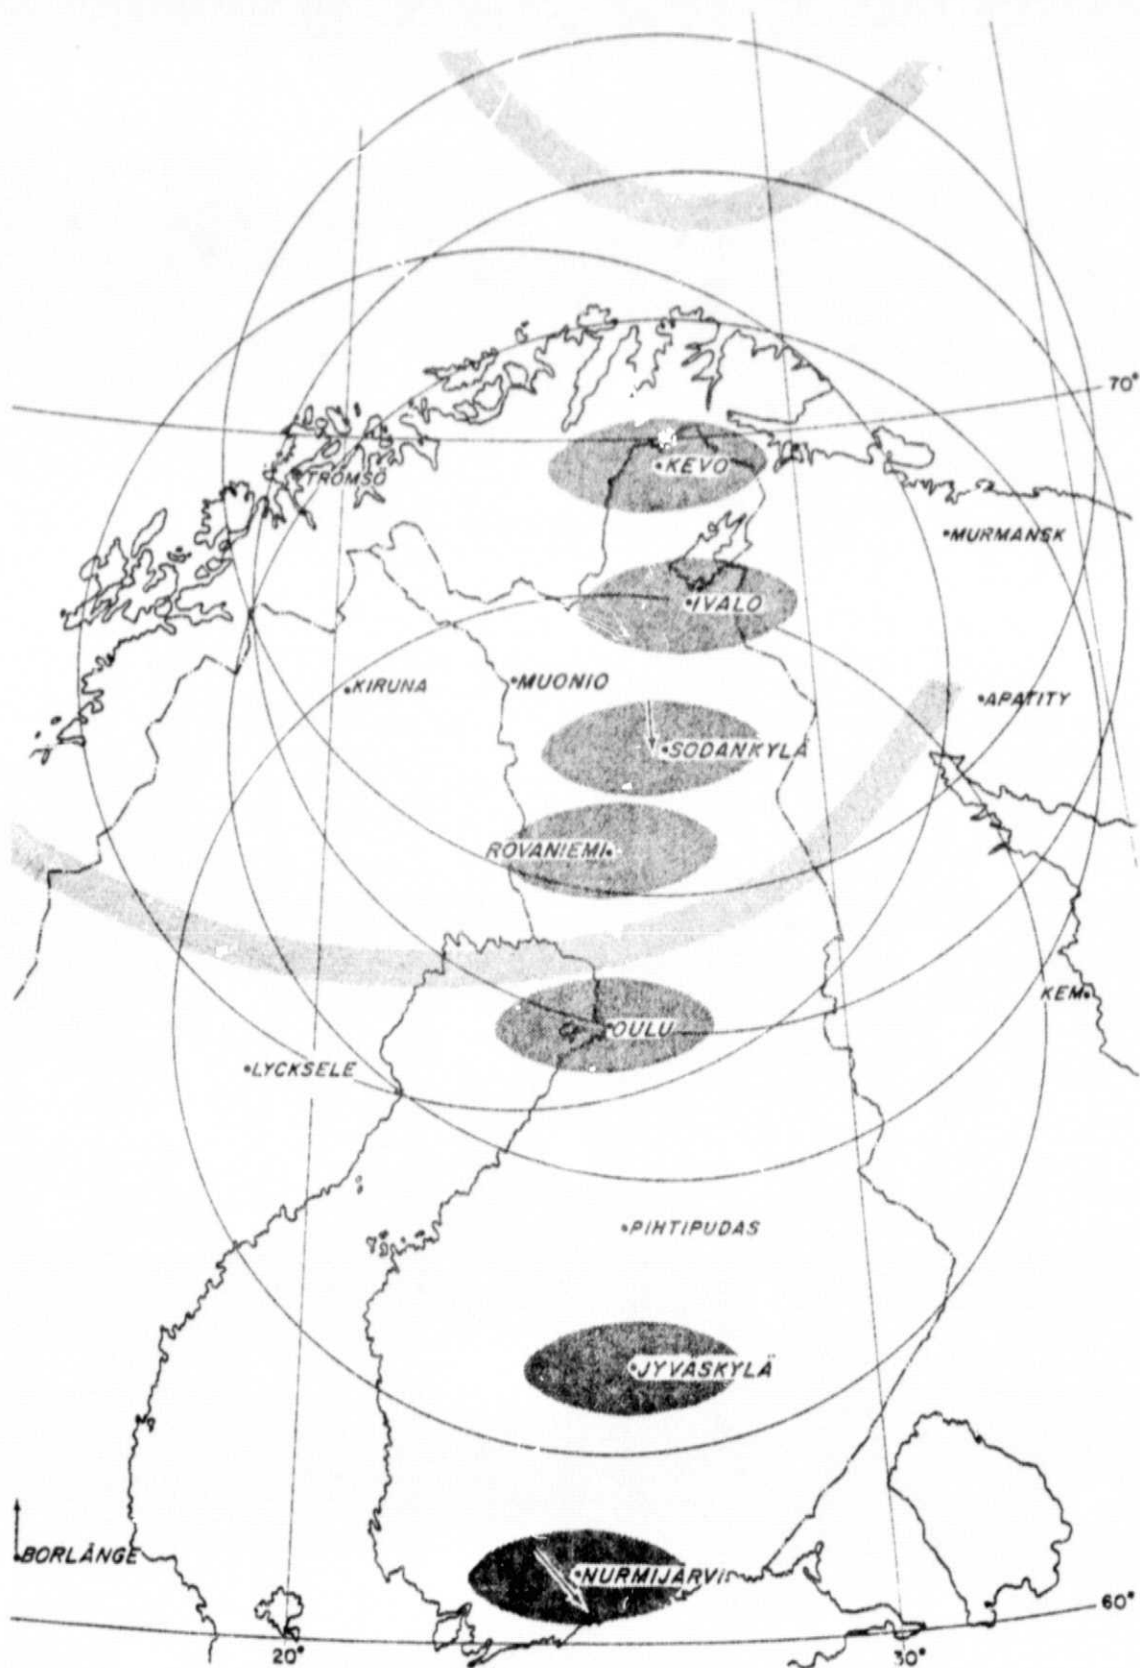 70°
KEVO
TROMSÖ
MURMANSK
IVALO
KIRUNA
MUONIO
APATITY
SODANKYLÄ
ROVANIEMI
KEM
OULU
LYCKSELE
PIHTIPUDAS
JYVÄSKYLÄ
BORLÄNGE
NURMIJÄRVI
60°
20°
30°